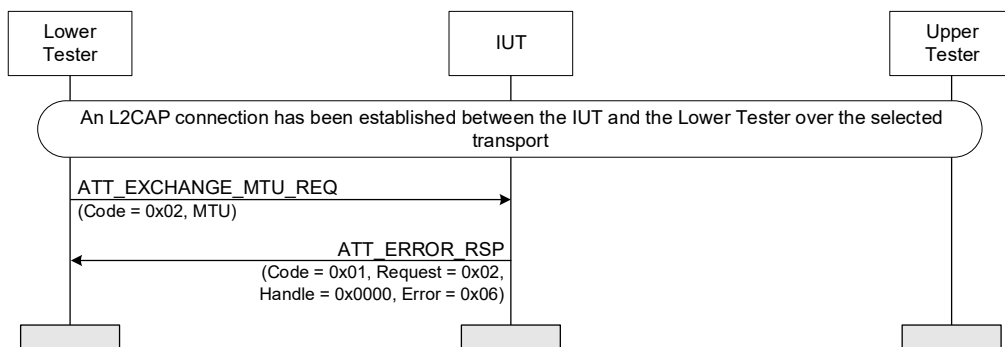 Lower
Tester
IUT
Upper
Tester
An L2CAP connection has been established between the IUT and the Lower Tester over the selected
transport
ATT_EXCHANGE_MTU_REQ
(Code = 0x02, MTU)
ATT_ERROR_RSP
(Code = 0x01, Request = 0x02,
Handle = 0x0000, Error = 0x06)